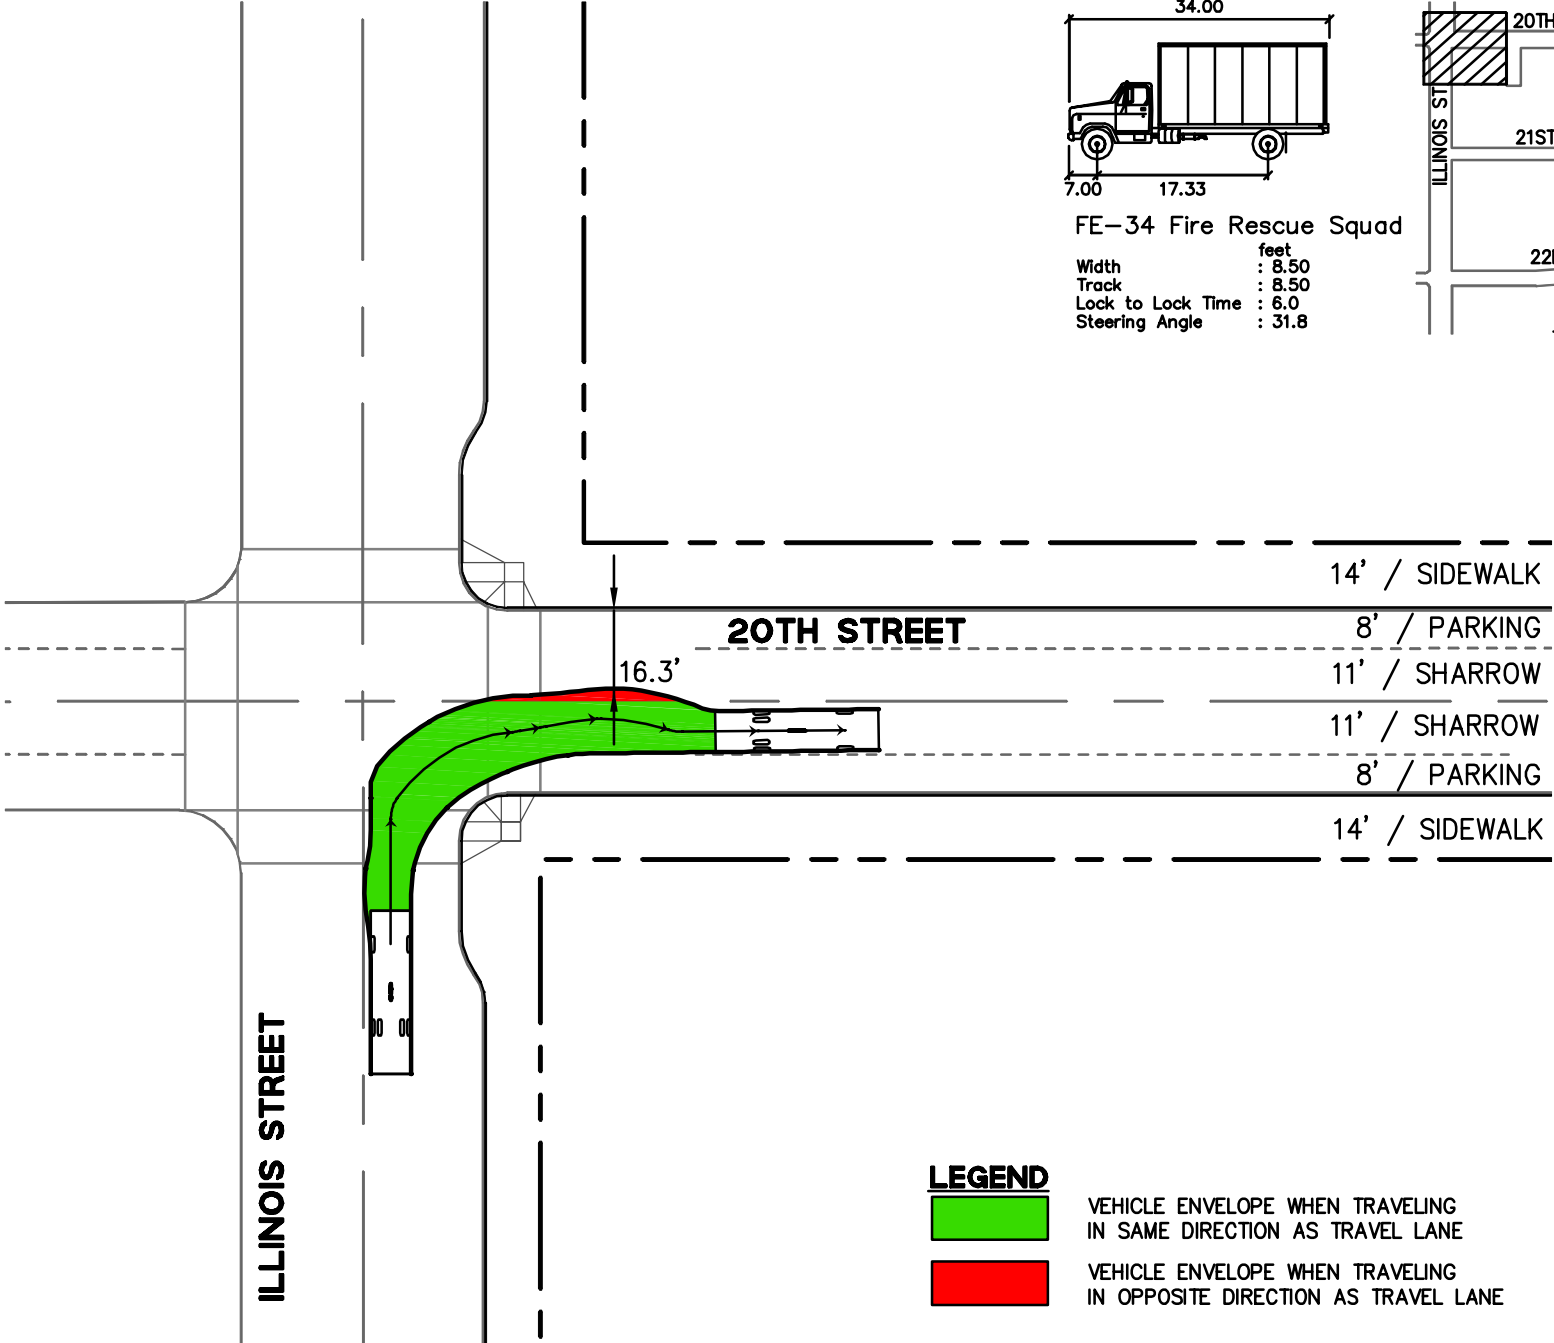 34.00
7.00
17.33
FE-34 Fire Rescue Squad
feet
Width : 8.50
Track : 8.50
Lock to Lock Time : 6.0
Steering Angle : 31.8
20TH
ILLINOIS ST
21ST
14' / SIDEWALK
20TH STREET
8' / PARKING
16.3'
11' / SHARROW
11' / SHARROW
8' / PARKING
14' / SIDEWALK
ILLINOIS STREET
LEGEND
VEHICLE ENVELOPE WHEN TRAVELING
IN SAME DIRECTION AS TRAVEL LANE
VEHICLE ENVELOPE WHEN TRAVELING
IN OPPOSITE DIRECTION AS TRAVEL LANE